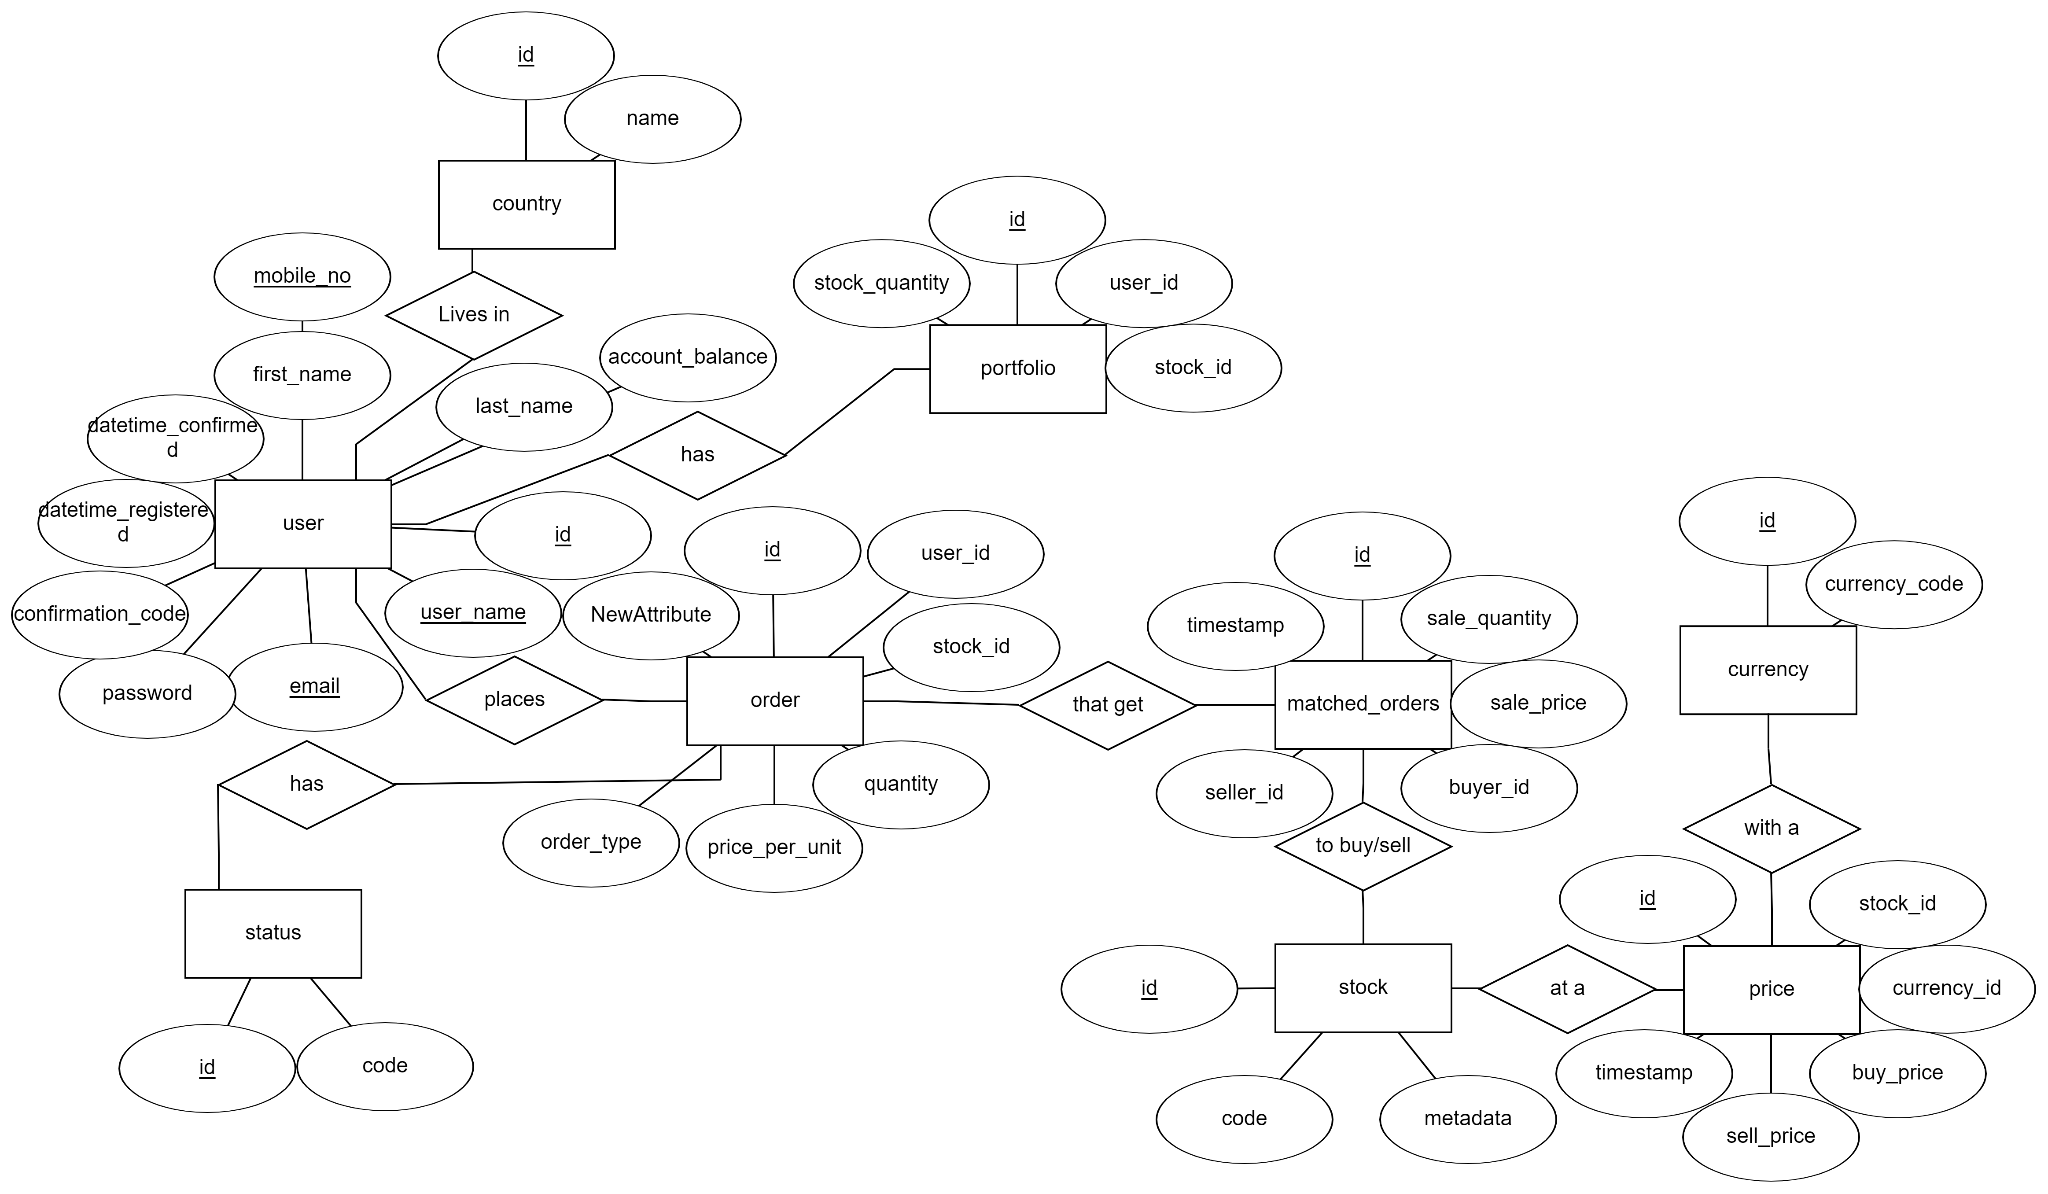 id
name
country
mobile_no
Lives in
first_name
account_balance
last_name
datetime_confirme
d
has
id
stock_quantity
user_id
portfolio
stock_id
datetime_registere
d
user
id
confirmation_code
user_name
password
email
places
NewAttribute
id
user_id
stock_id
order
that get
has
order_type
price_per_unit
quantity
status
id
code
id
timestamp
sale_quantity
matched_orders
sale_price
seller_id
buyer_id
to buy/sell
id
currency_code
currency
with a
id
stock
code
metadata
at a
id
stock_id
price
currency_id
timestamp
buy_price
sell_price